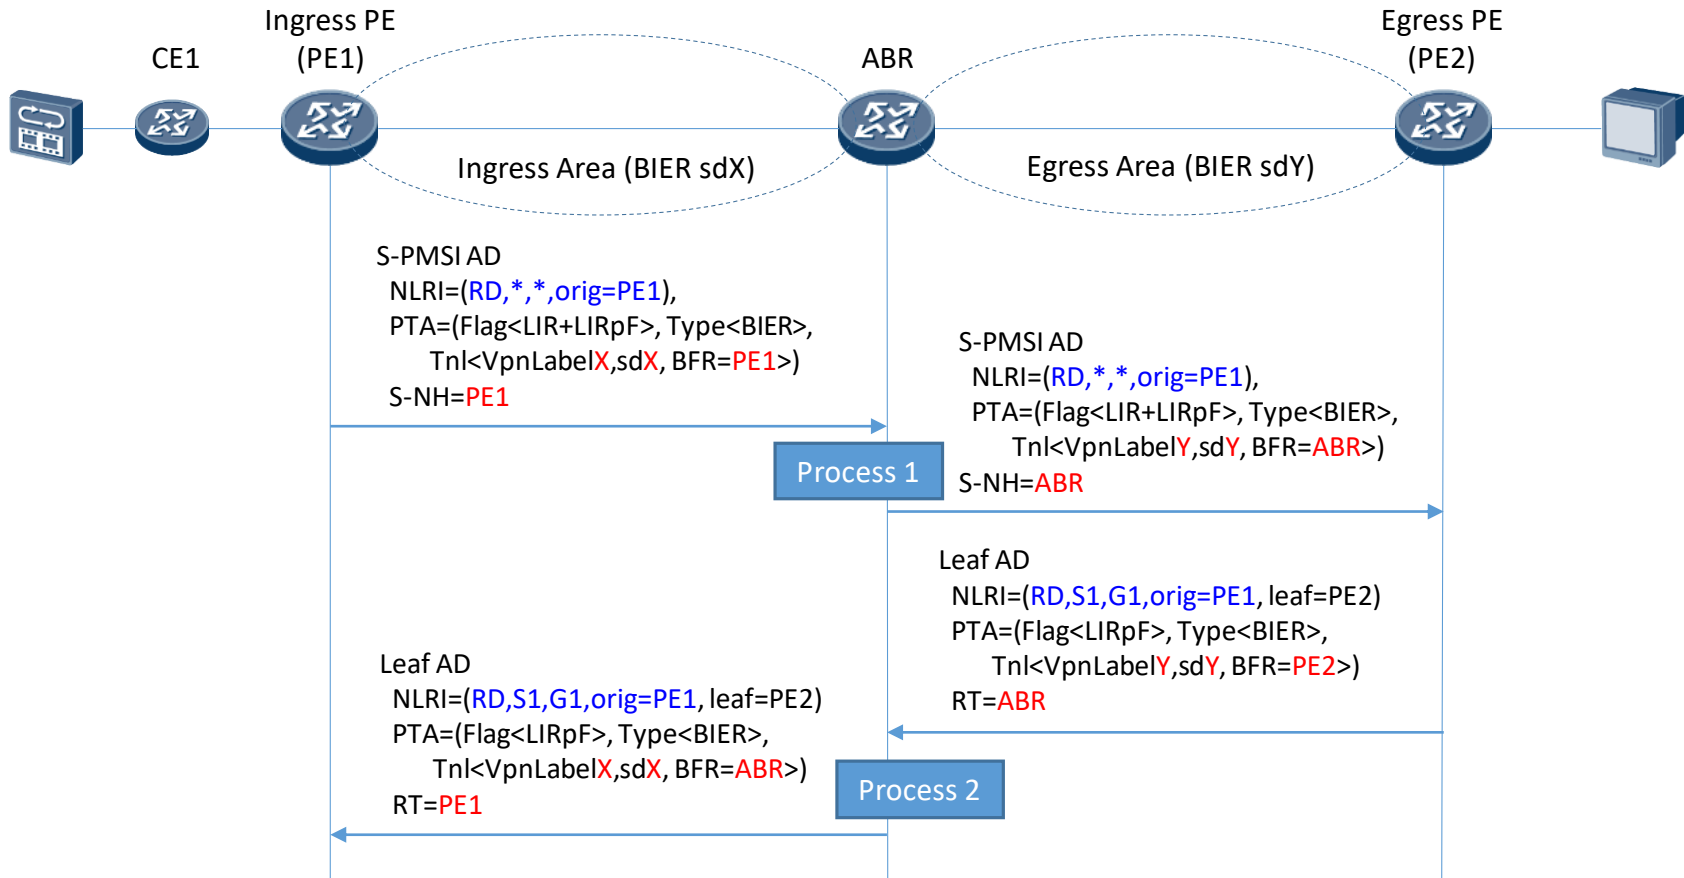 Ingress PE
(PE1)
CE1
ABR
Egress PE
(PE2)
Ingress Area (BIER sdX)
Egress Area (BIER sdY)
S-PMSI AD
NLRI=(RD,*,*,orig=PE1),
PTA=(Flag<LIR+LIRpF>, Type<BIER>,
Tnl<VpnLabelX,sdX, BFR=PE1>)
S-NH=PE1
S-PMSI AD
NLRI=(RD,*,*,orig=PE1),
PTA=(Flag<LIR+LIRpF>, Type<BIER>,
Tnl<VpnLabelY,sdY, BFR=ABR>)
S-NH=ABR
Process 1
Leaf AD
NLRI=(RD,S1,G1,orig=PE1, leaf=PE2)
PTA=(Flag<LIRpF>, Type<BIER>,
Tnl<VpnLabelY,sdY, BFR=PE2>)
RT=ABR
Leaf AD
NLRI=(RD,S1,G1,orig=PE1, leaf=PE2)
PTA=(Flag<LIRpF>, Type<BIER>,
Tnl<VpnLabelX,sdX, BFR=ABR>)
RT=PE1
Process 2